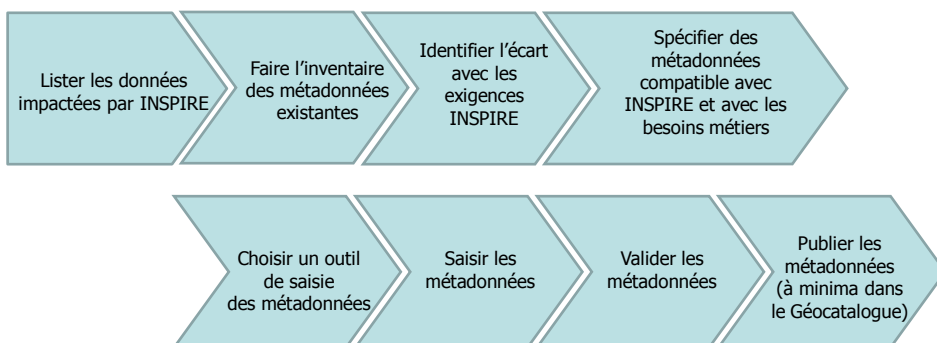 Lister les données
impactées par INSPIRE
Faire l'inventaire
des métadonnées
existantes
Identifier l'écart
avec les
exigences
INSPIRE
Spécifier des
métadonnées
compatible avec
INSPIRE et avec les
besoins métiers
Choisir un outil
de saisie
des métadonnées
Saisir les
métadonnées
Valider les
métadonnées
Publier les
métadonnées
(à minima dans
le Géocatalogue)